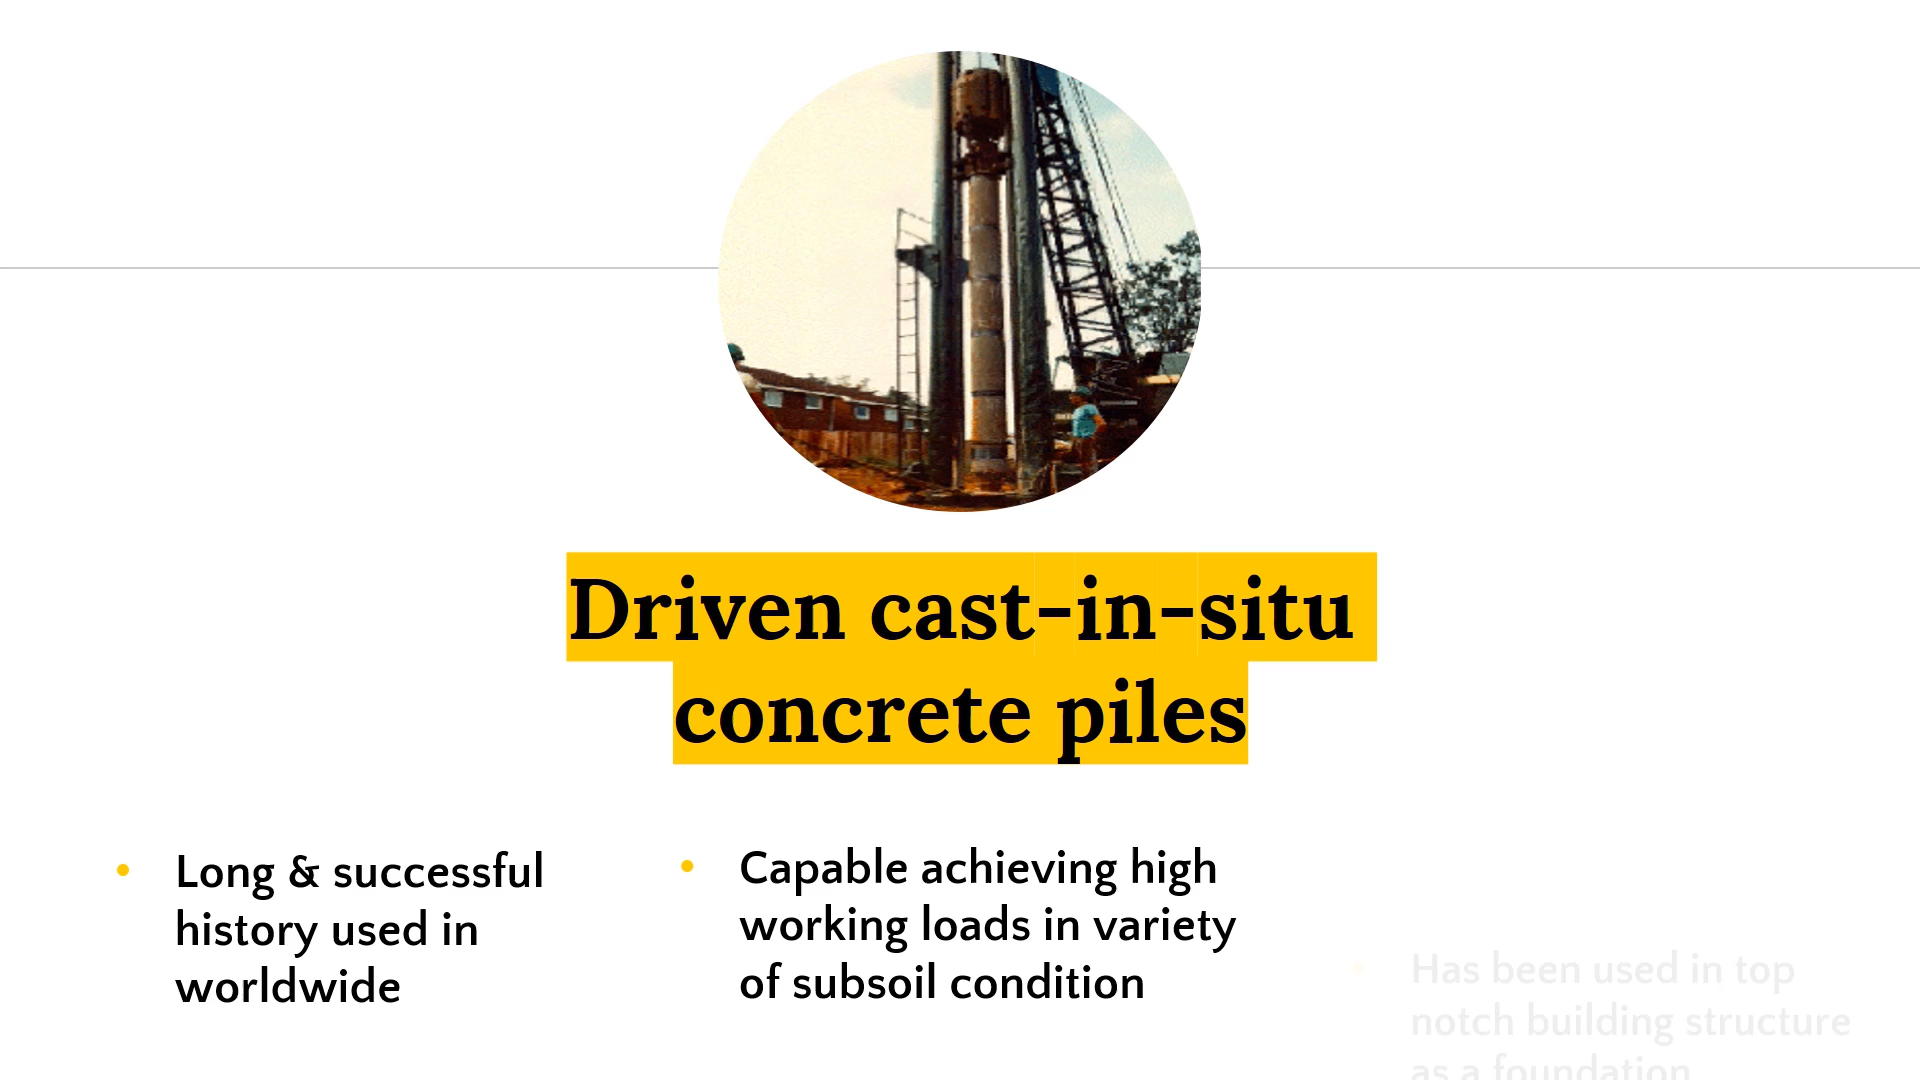 Driven cast-in-situ
concrete piles
• Long & successful
history used in
worldwide
• Capable achieving high
working loads in variety
of subsoil condition
• Has been used in top
notch building structure
as a foundation